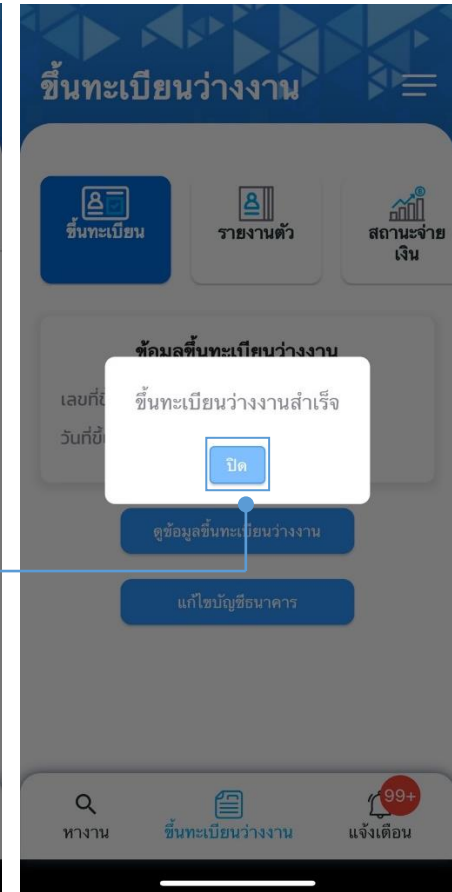 ขึ้นทะเบียนว่างงาน
ขึ้นทะเบียน
รายงานตัว
สถานะจ่าย
เงิน
ข้อมูลขึ้นทะเบียนว่างงาน
เลขที่
ขึ้นทะเบียนว่างงานสำเร็จ
วันที่
ปิด
ดูข้อมูลขึ้นทะเบียนว่างงาน
แก้ไขบัญชีธนาคาร
99+
หางาน
ขึ้นทะเบียนว่างงาน
แจ้งเตือน